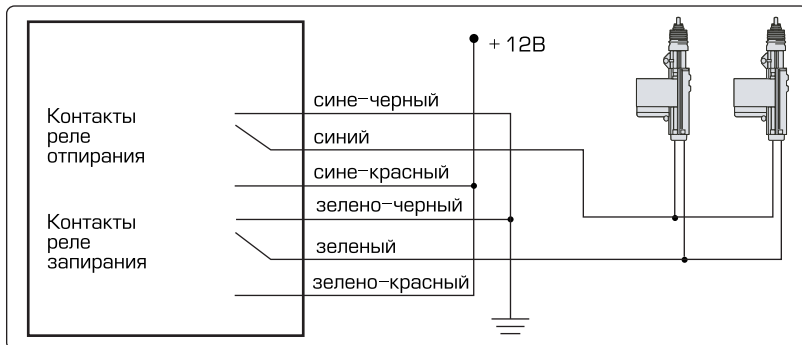 + 12В
сине-черный
Контакты
реле
отпирания
синий
сине-красный
зелено-черный
Контакты
реле
запирания
зеленый
зелено-красный